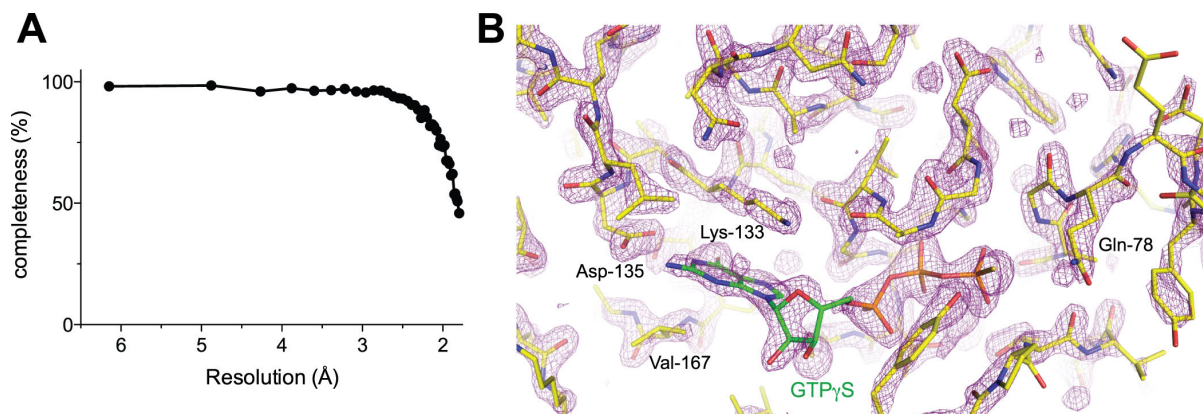 A
completeness (%)
100
50
0
6
5
4
3
2
Resolution (Å)
B
Lys-133
Asp-135
Gln-78
Val-167
GTPγS